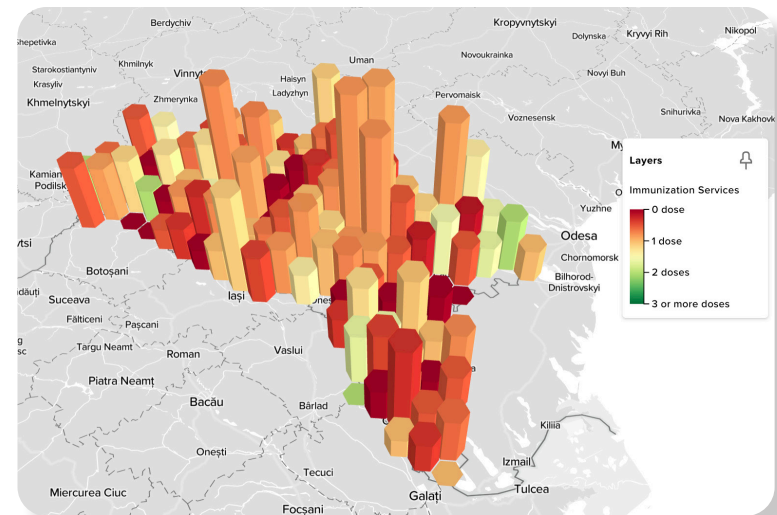 Berdychiv
Kropyvnytskyi
Nikopol
Shepetivka
Dolynska
Kryvyi Rih
Khmilnyk
Uman
Novoukrainka
Starokostiantyniv
Vinnyt
Haisyn
Novyi Buh
Krasyliv
Ladyzhyn
Pervomaisk
Khmelnytskyi
Zhmerynka
Snihurivka
Voznesensk
Nova Kakhovk
My
Layers
Kamian
Podilsk
Immunization Services
0 dose
Yuzhne
1 dose
Odesa
vtsi
Chornomorsk
2 doses
Botoșani
Bilhorod-
Dnistrovskyi
dăuți
Iași
Suceava
3 or more doses
Fălticeni
Pașcani
Targu Neamt
Roman
Vaslui
Piatra Neamț
Bacău
Bârlad
Kiliia
Onești
Izmail
Tecuci
Tulcea
Miercurea Ciuc
Galați
Focșani